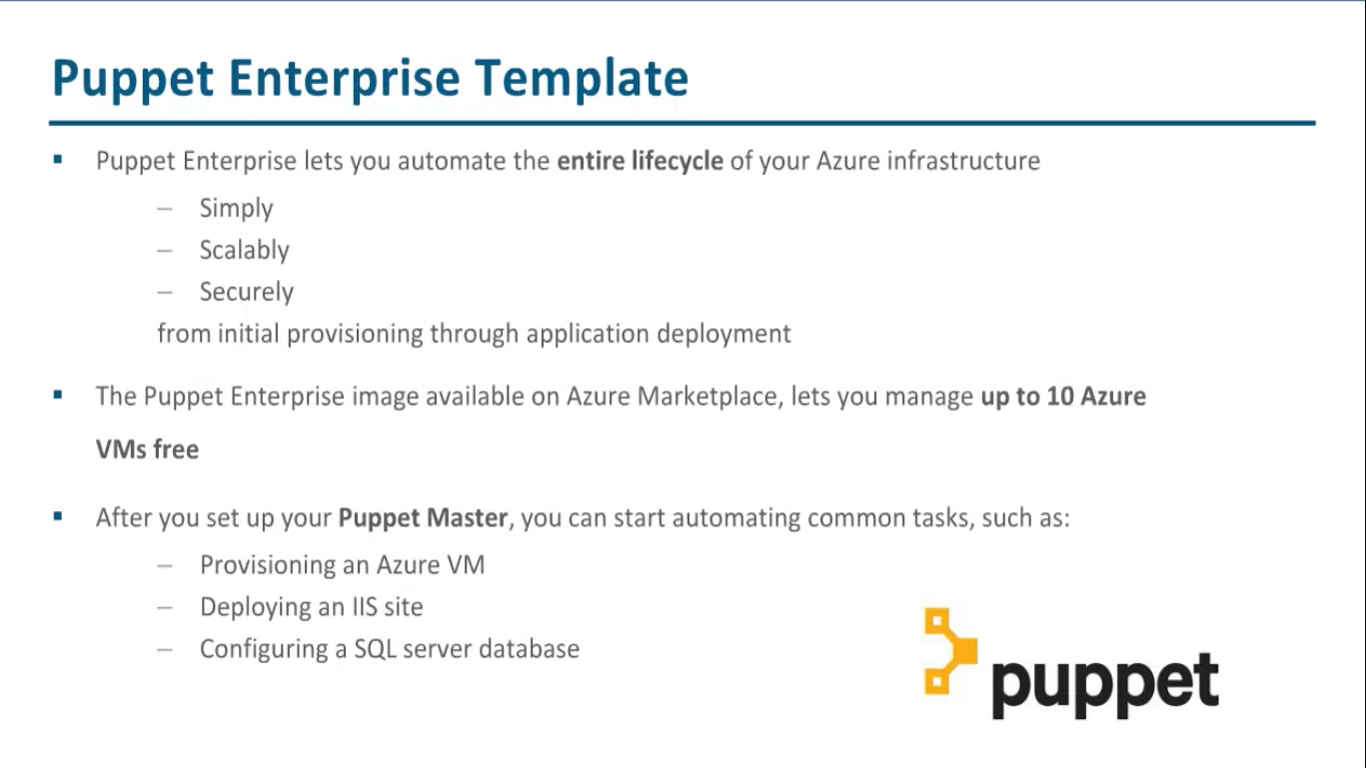 Puppet Enterprise Template
▪ Puppet Enterprise lets you automate the entire lifecycle of your Azure infrastructure
– Simply
– Scalably
– Securely
from initial provisioning through application deployment
▪ The Puppet Enterprise image available on Azure Marketplace, lets you manage up to 10 Azure
VMs free
▪ After you set up your Puppet Master, you can start automating common tasks, such as:
– Provisioning an Azure VM
– Deploying an IIS site
– Configuring a SQL server database
puppet